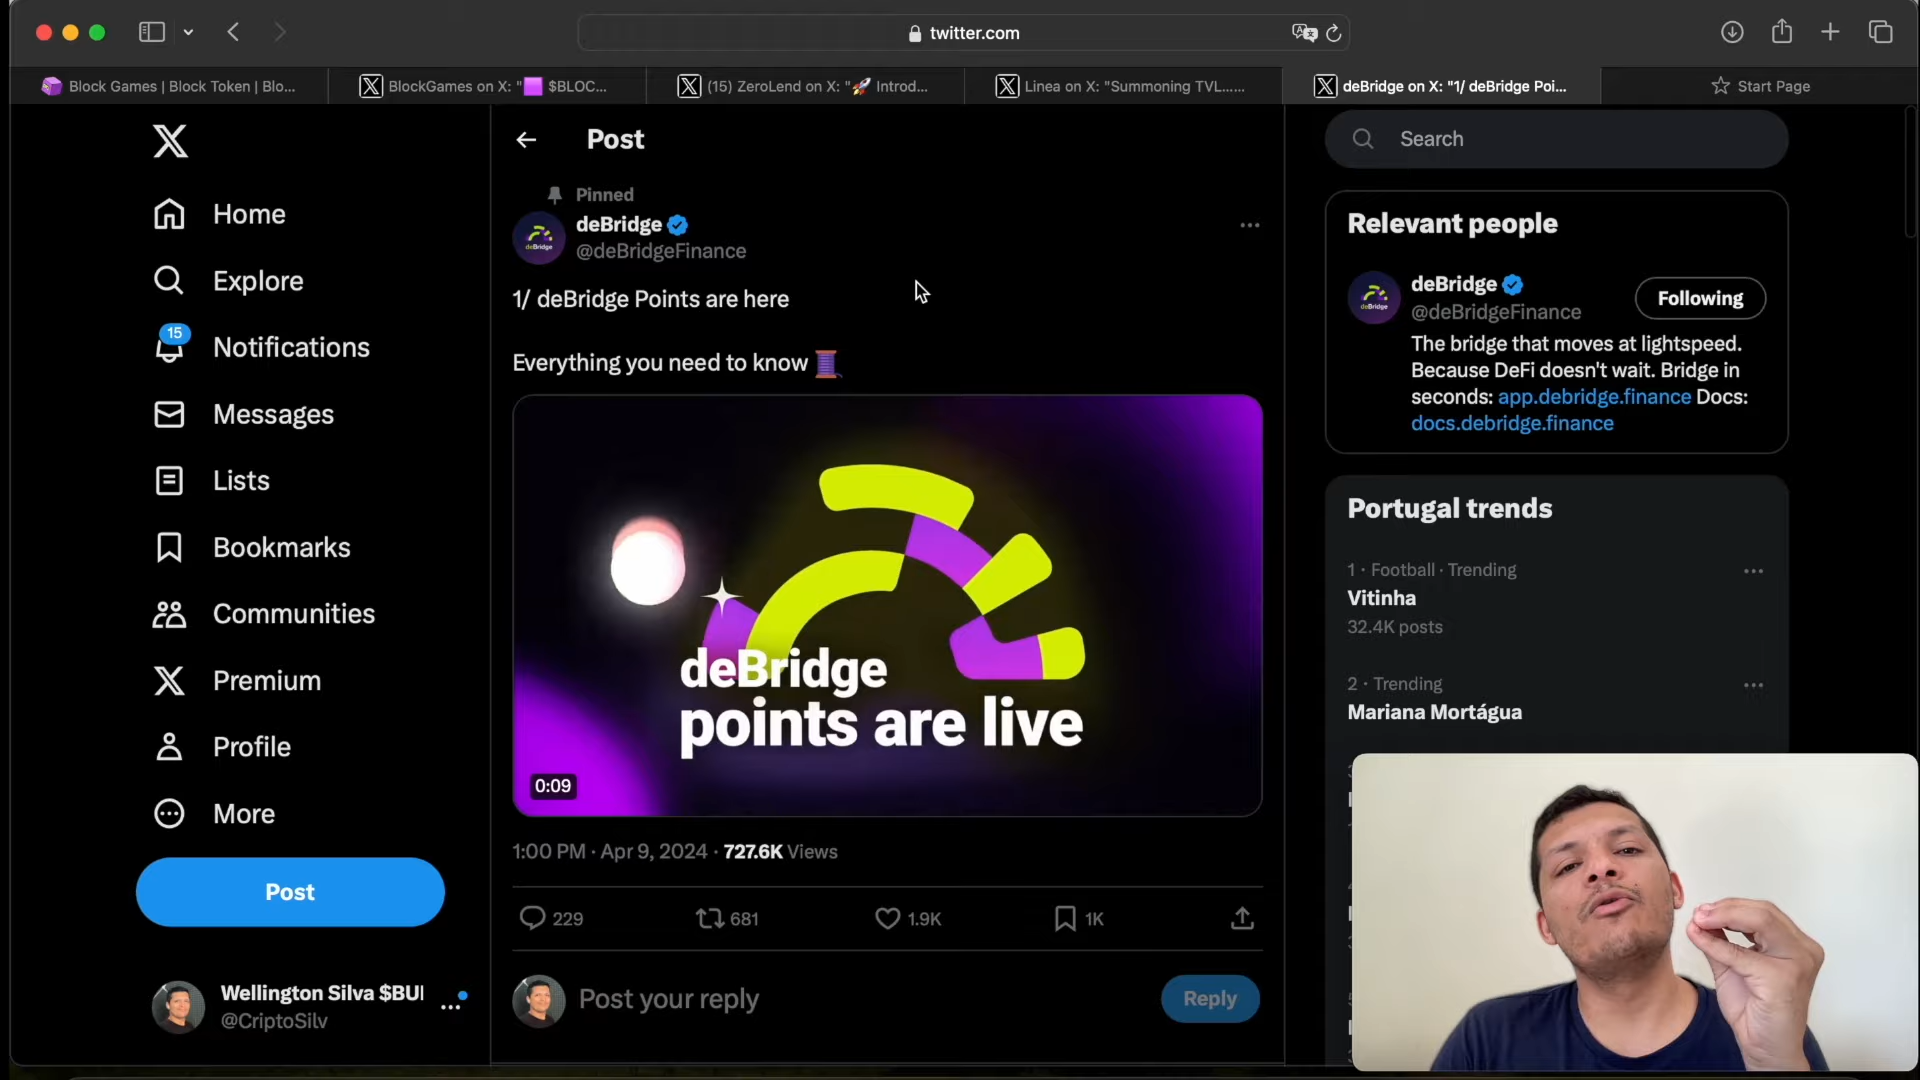 twitter.com
Block Games | Block Token | Blo...
BlockGames on X: "🟪 $BLOC...
(15) ZeroLend on X: "🚀 Introd...
Linea on X: "Summoning TVL......
deBridge on X: "1/ deBridge Poi...
Start Page
Home
Explore
15
Notifications
Messages
Lists
Bookmarks
Communities
Premium
Profile
More
Post
Wellington Silva $BU
@CriptoSilv
Post
Pinned
deBridge
@deBridgeFinance
1/ deBridge Points are here
Everything you need to know 🧵
deBridge
deBridge
points are live
0:09
1:00 PM · Apr 9, 2024 · 727.6K Views
229
681
1.9K
1K
Post your reply
Reply
Search
Relevant people
deBridge
deBridge
@deBridgeFinance
Following
The bridge that moves at lightspeed.
Because DeFi doesn't wait. Bridge in
seconds: app.debridge.finance Docs:
docs.debridge.finance
Portugal trends
1 · Football · Trending
Vitinha
32.4K posts
2 · Trending
Mariana Mortágua